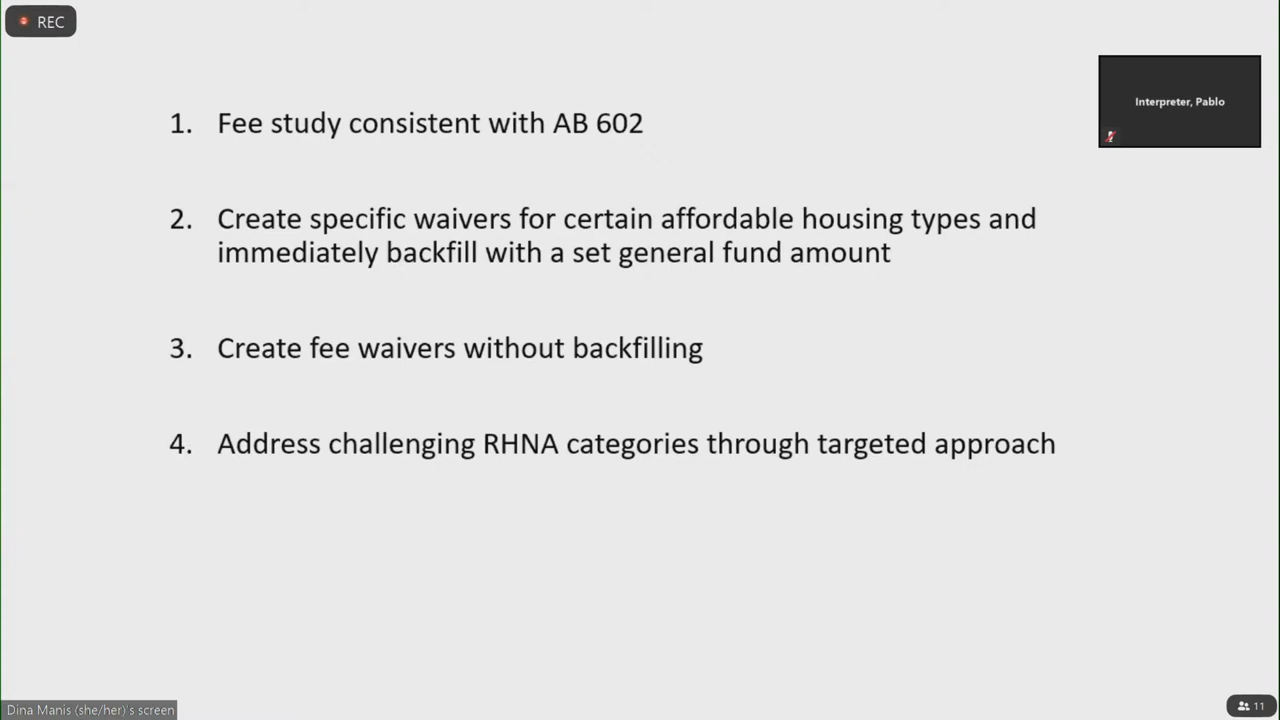 REC
Interpreter, Pablo
1. Fee study consistent with AB 602
2. Create specific waivers for certain affordable housing types and
immediately backfill with a set general fund amount
3. Create fee waivers without backfilling
4. Address challenging RHNA categories through targeted approach
Dina Manis (she/her)'s screen
11